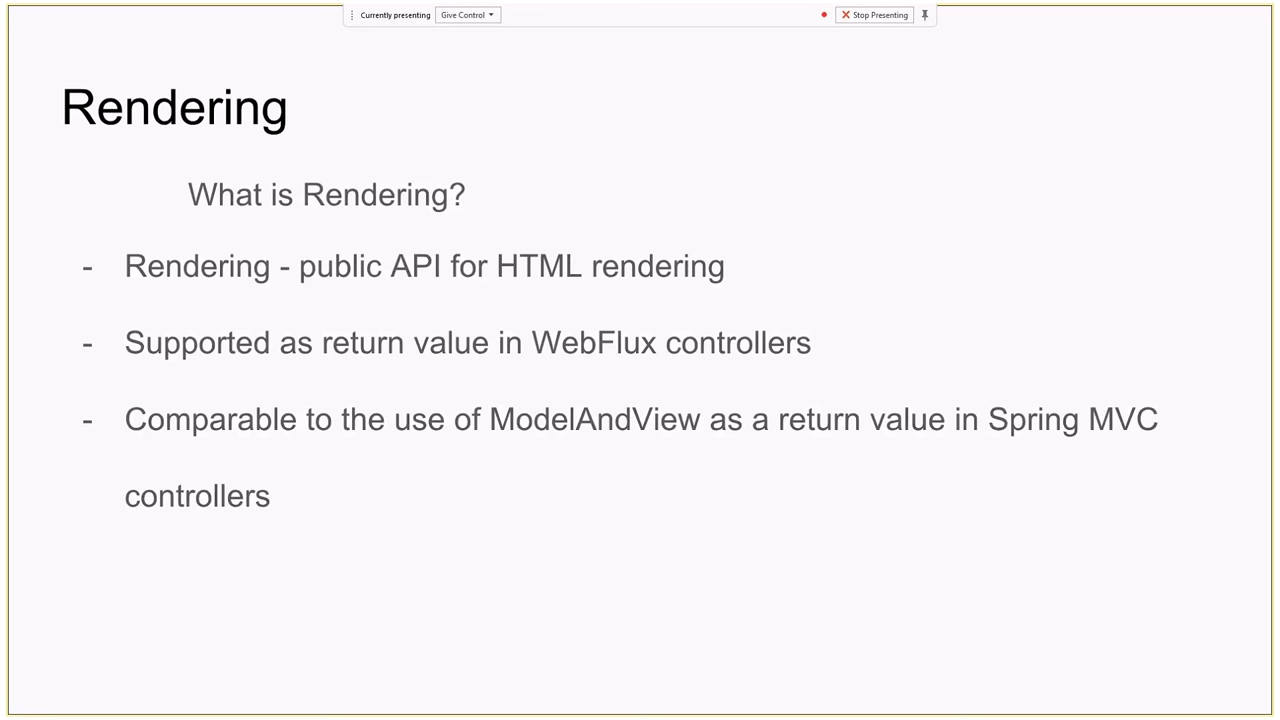 Currently presenting Give Control Stop Presenting
Rendering
What is Rendering?
- Rendering - public API for HTML rendering
- Supported as return value in WebFlux controllers
- Comparable to the use of ModelAndView as a return value in Spring MVC
controllers